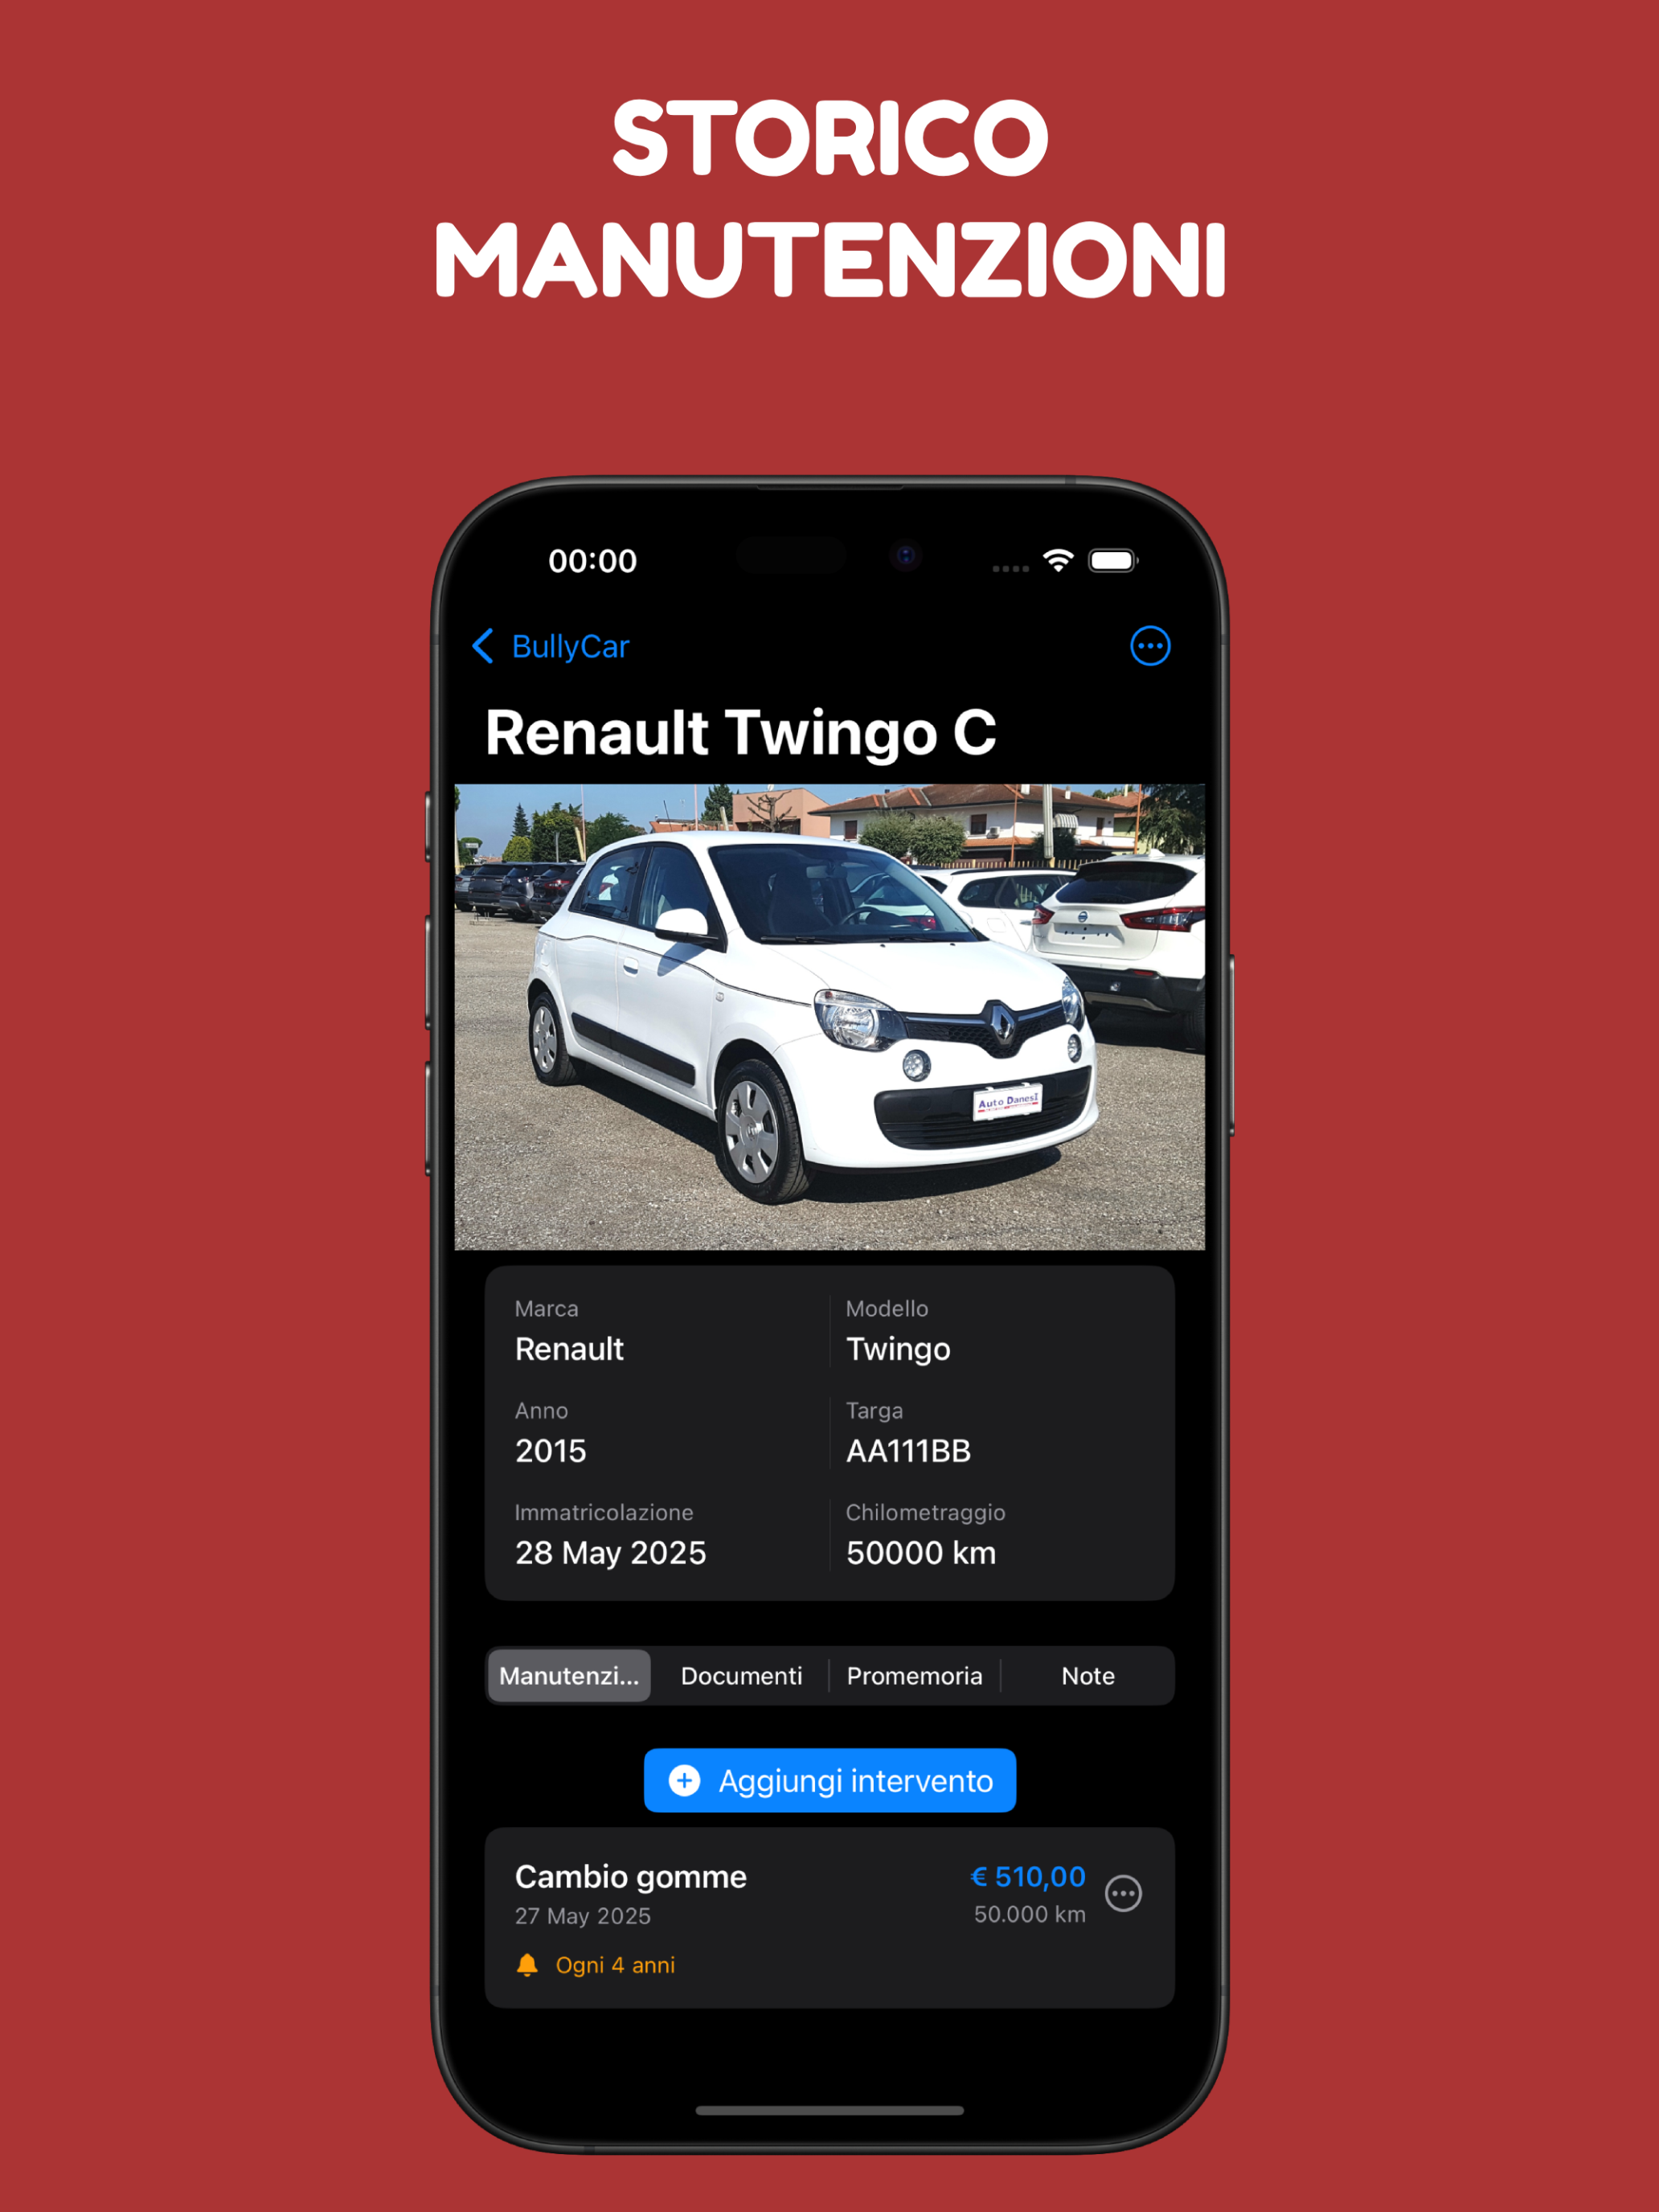 STORICO
MANUTENZIONI
00:00
BullyCar
Renault Twingo C
Auto DanesI
Marca
Modello
Renault
Twingo
Anno
Targa
2015
AA111BB
Immatricolazione
Chilometraggio
28 May 2025
50000 km
Manutenzi... Documenti Promemoria Note
Aggiungi intervento
Cambio gomme
€ 510,00
27 May 2025
50.000 km
Ogni 4 anni